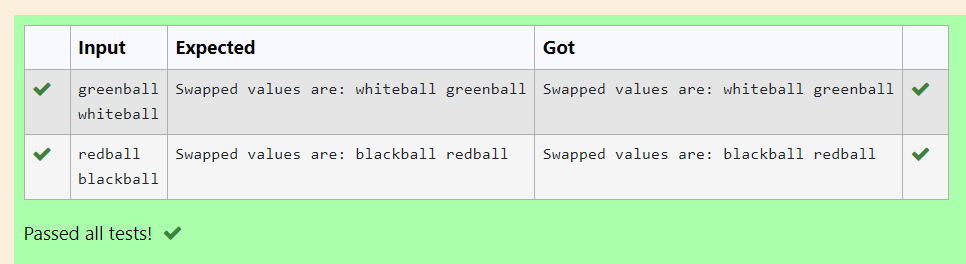 Input Expected Got
greenball Swapped values are: whiteball greenball Swapped values are: whiteball greenball
whiteball
redball Swapped values are: blackball redball Swapped values are: blackball redball
blackball
Passed all tests!